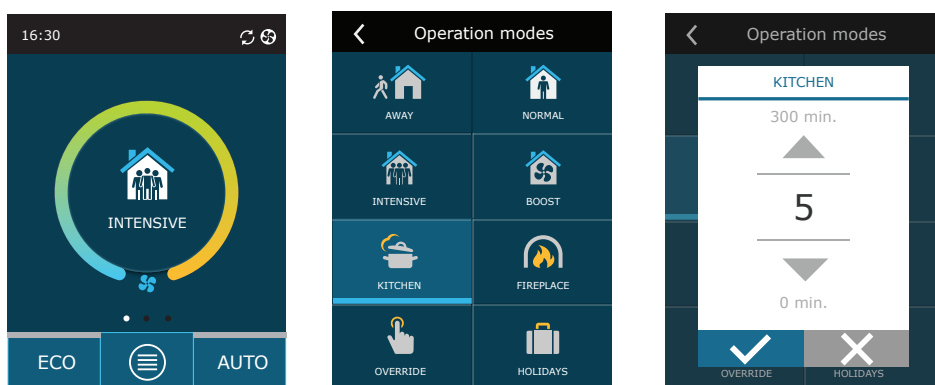 16:30
INTENSIVE
ECO
AUTO
Operation modes
AWAY
NORMAL
INTENSIVE
BOOST
KITCHEN
FIREPLACE
OVERRIDE
HOLIDAYS
Operation modes
KITCHEN
300 min.
5
0 min.
OVERRIDE
HOLIDAYS